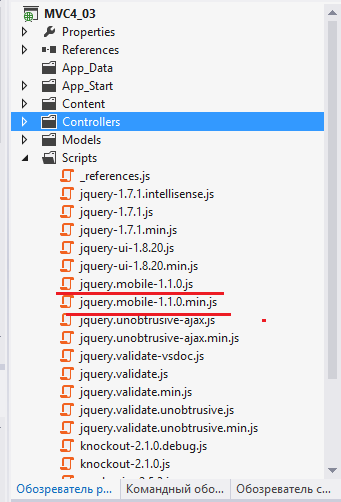 MVC4_03
Properties
References
App_Data
App_Start
Content
Controllers
Models
Scripts
_references.js
jquery-1.7.1.intellisense.js
jquery-1.7.1.js
jquery-1.7.1.min.js
jquery-ui-1.8.20.js
jquery-ui-1.8.20.min.js
jquery.mobile-1.1.0.js
jquery.mobile-1.1.0.min.js
jquery.unobtrusive-ajax.js
jquery.unobtrusive-ajax.min.js
jquery.validate-vsdoc.js
jquery.validate.js
jquery.validate.min.js
jquery.validate.unobtrusive.js
jquery.validate.unobtrusive.min.js
knockout-2.1.0.debug.js
knockout-2.1.0.js
Обозреватель р... Командный обо... Обозреватель с...